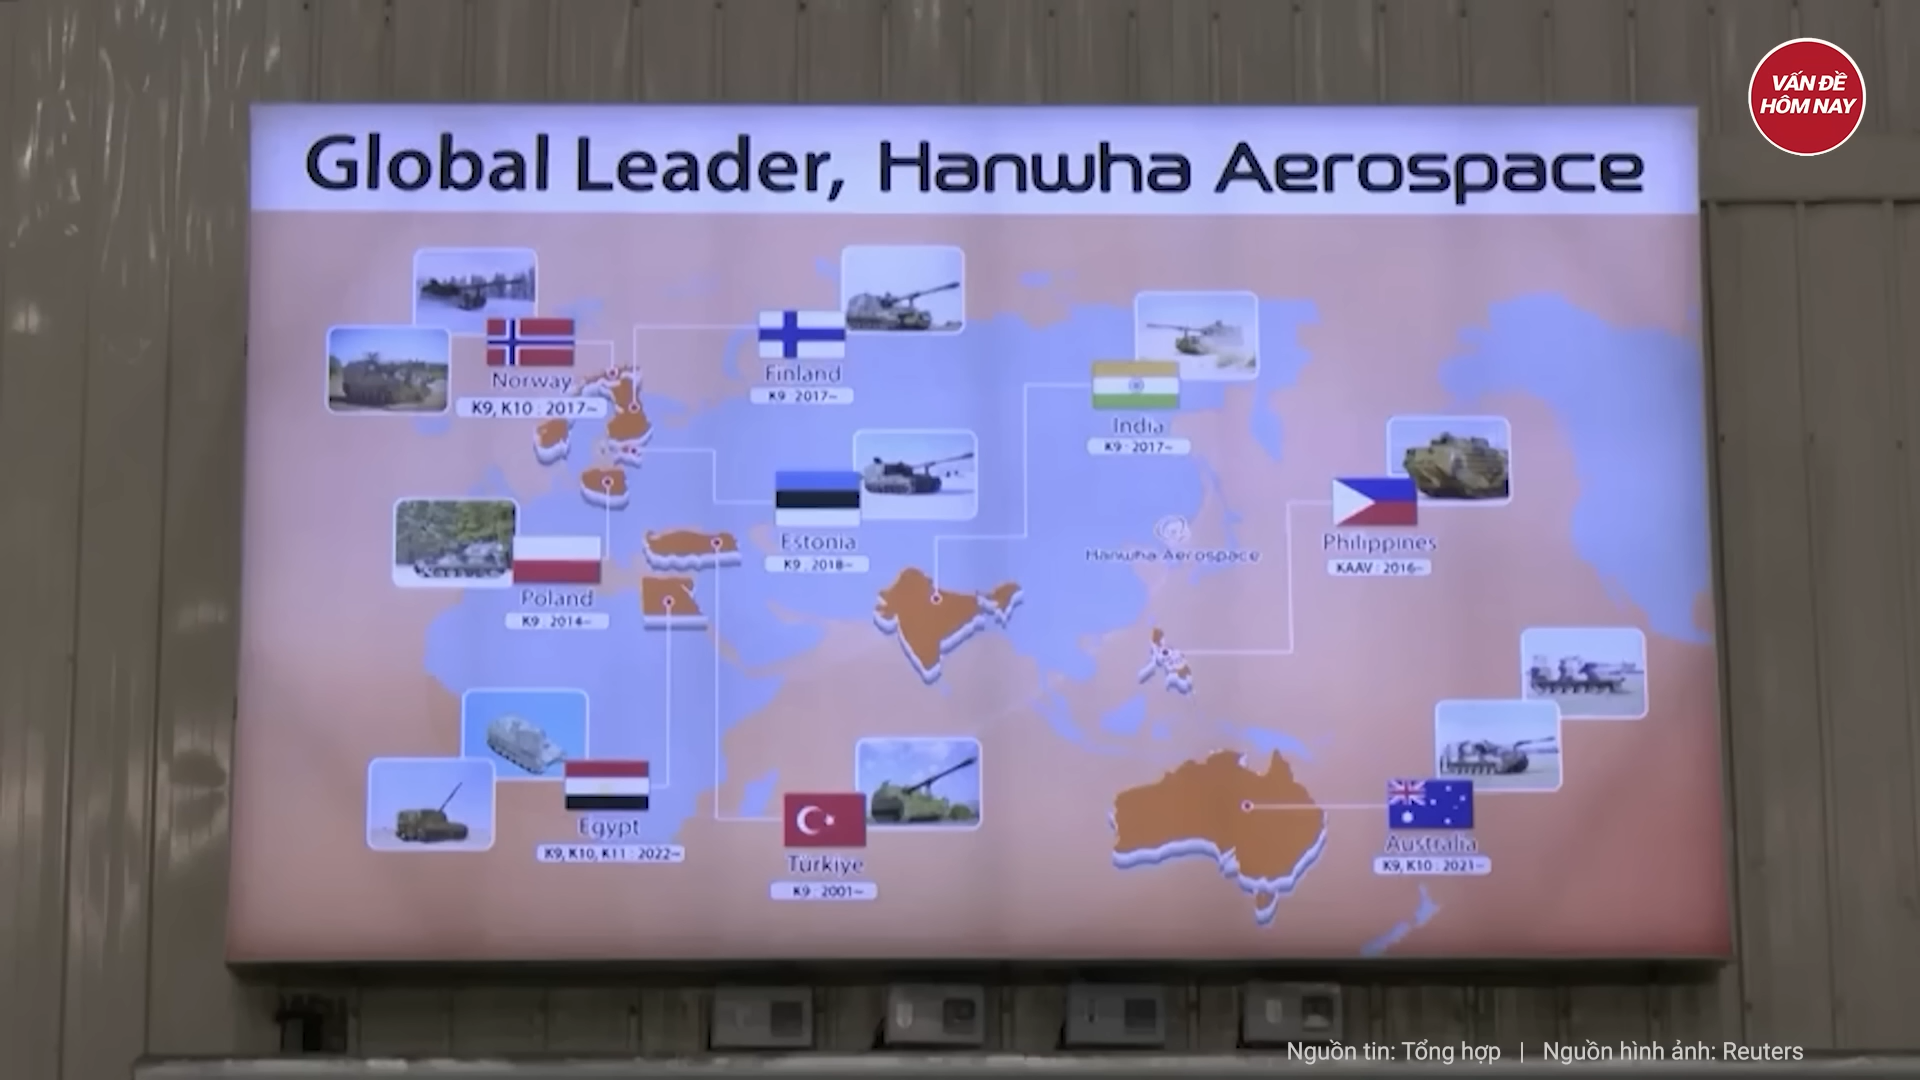 VẤN ĐỀ
HÔM NAY
Global Leader, Hanwha Aerospace
Norway
K9, K10 : 2017~
Finland
K9 : 2017~
India
K9 : 2017~
Estonia
K9 : 2018~
Hanwha Aerospace
Philippines
KAAV : 2016~
Poland
K9 : 2014~
Egypt
K9, K10, K11 : 2022~
Türkiye
K9 : 2001~
Australia
K9, K10 : 2021~
Nguồn tin: Tổng hợp | Nguồn hình ảnh: Reuters